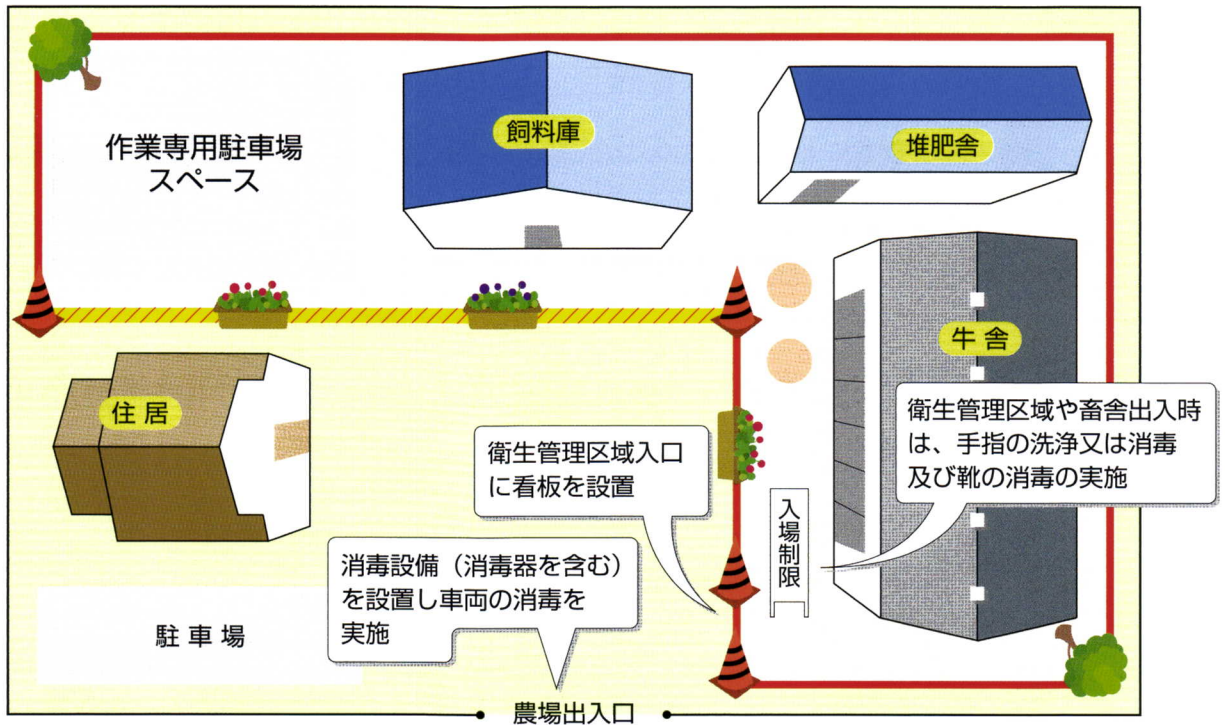 作業専用駐車場
スペース
飼料庫
堆肥舎
牛舎
住居
衛生管理区域入口
に看板を設置
衛生管理区域や畜舎出入時
は、手指の洗浄又は消毒
及び靴の消毒の実施
入場制限
消毒設備（消毒器を含む）
を設置し車両の消毒を
実施
駐車場
農場出入口